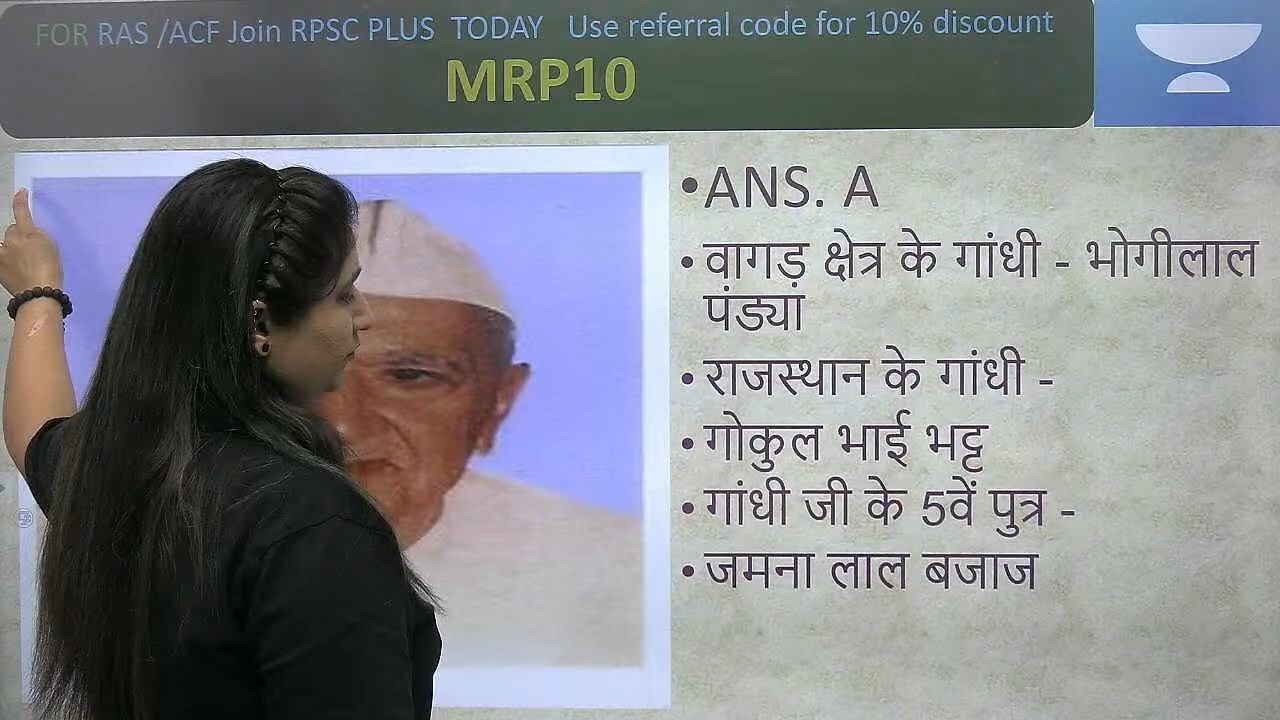 FOR RAS /ACF Join RPSC PLUS TODAY Use referral code for 10% discount
MRP10
•ANS. A
•वागड़ क्षेत्र के गांधी - भोगीलाल
पंड्या
•राजस्थान के गांधी -
•गोकुल भाई भट्ट
•गांधी जी के 5वें पुत्र -
•जमना लाल बजाज